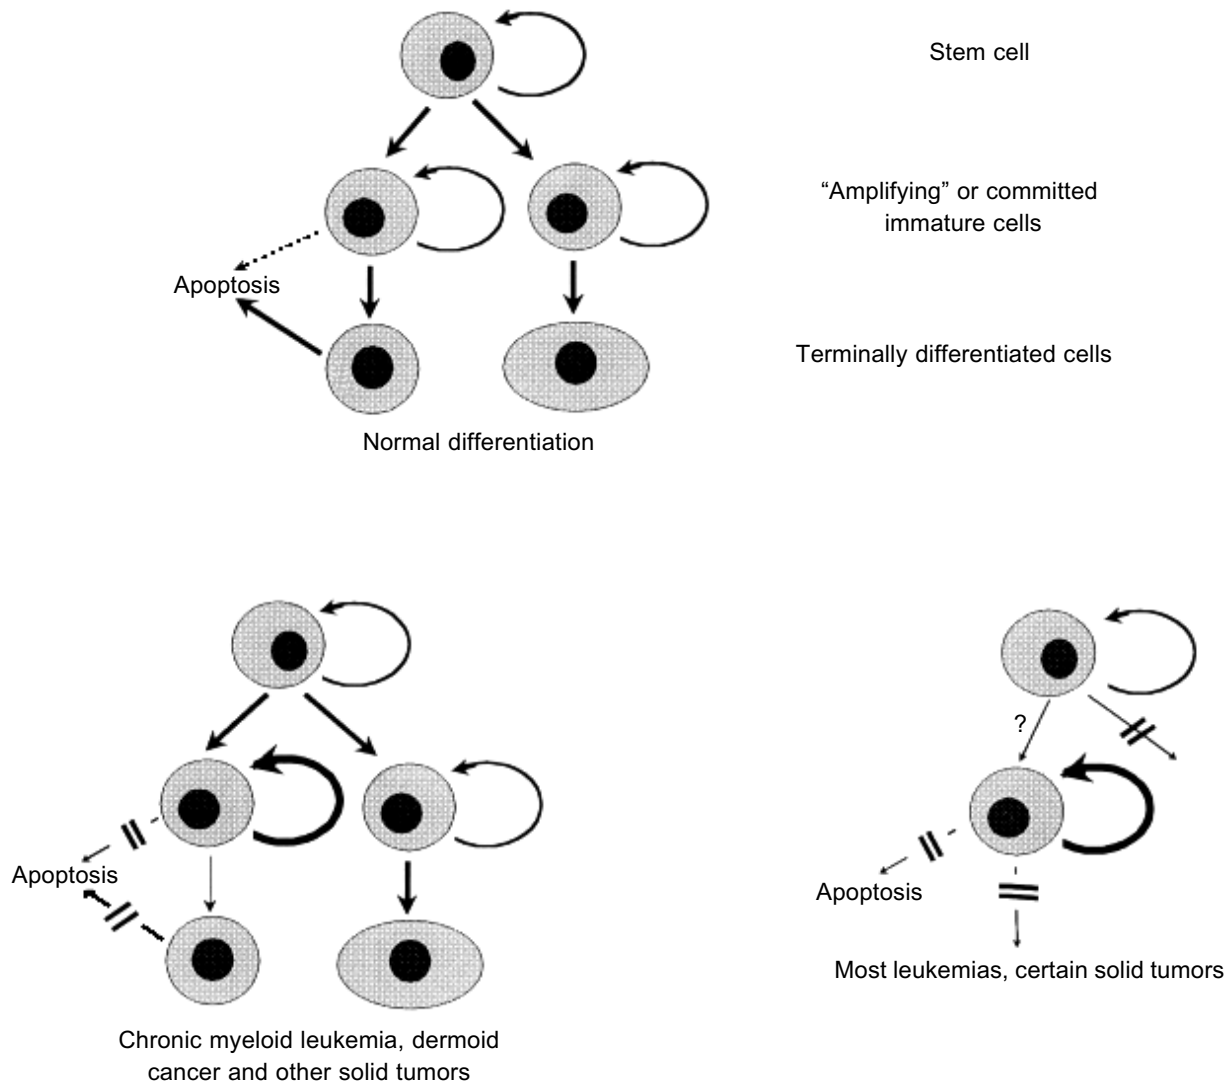 Stem cell
“Amplifying” or committed
immature cells
Apoptosis
Terminally differentiated cells
Normal differentiation
?
Apoptosis
Apoptosis
Most leukemias, certain solid tumors
Chronic myeloid leukemia, dermoid
cancer and other solid tumors